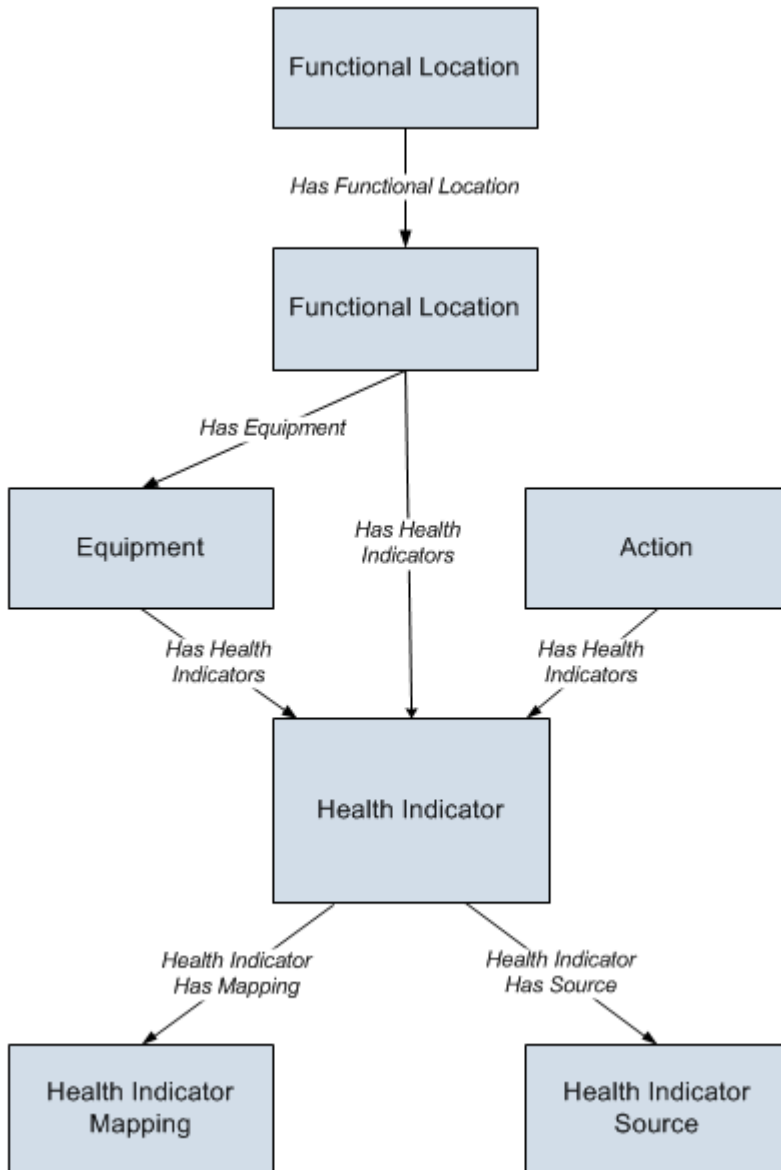 Functional Location
Has Functional Location
Functional Location
Has Equipment
Equipment
Has Health
Indicators
Action
Has Health
Indicators
Has Health
Indicators
Health Indicator
Health Indicator
Has Mapping
Health Indicator
Has Source
Health Indicator
Mapping
Health Indicator
Source